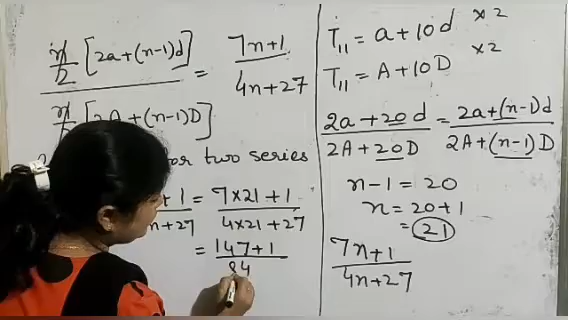 n/2 [2a+(n-1)d] / n/2 [2A+(n-1)D] = 7n+1 / 4n+27
for two series
+1 / n+27 = 7×21+1 / 4×21+27
= 147+1 / 84
T₁₁ = a+10d ×2
T₁₁ = A+10D ×2
2a+20d / 2A+20D = 2a+(n-1)d / 2A+(n-1)D
n-1 = 20
n = 20+1
= 21
7n+1 / 4n+27